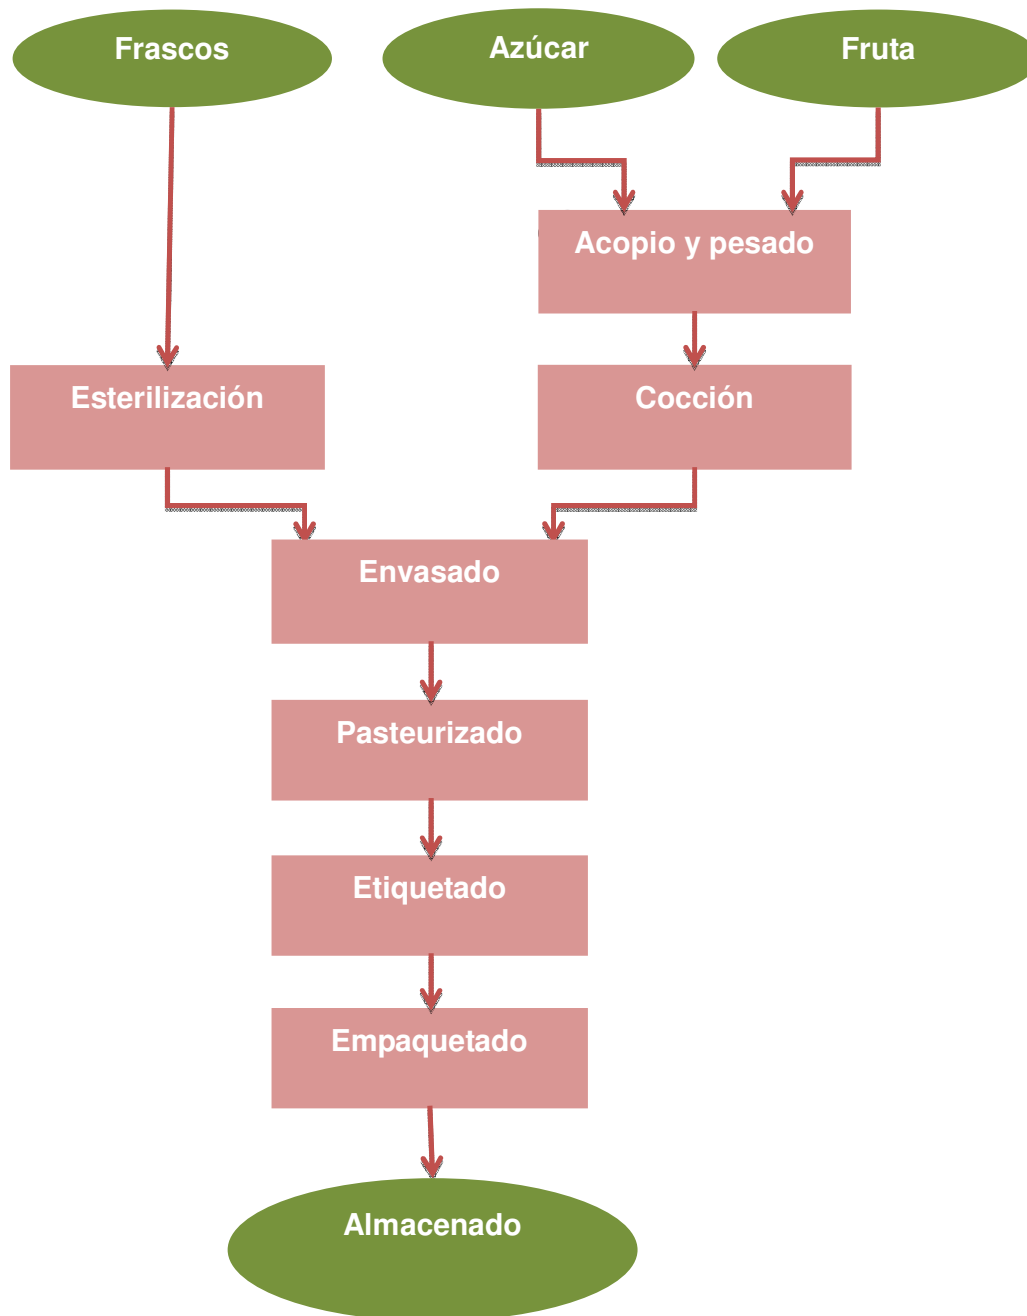 Frascos
Azúcar
Fruta
Acopio y pesado
Esterilización
Cocción
Envasado
Pasteurizado
Etiquetado
Empaquetado
Almacenado